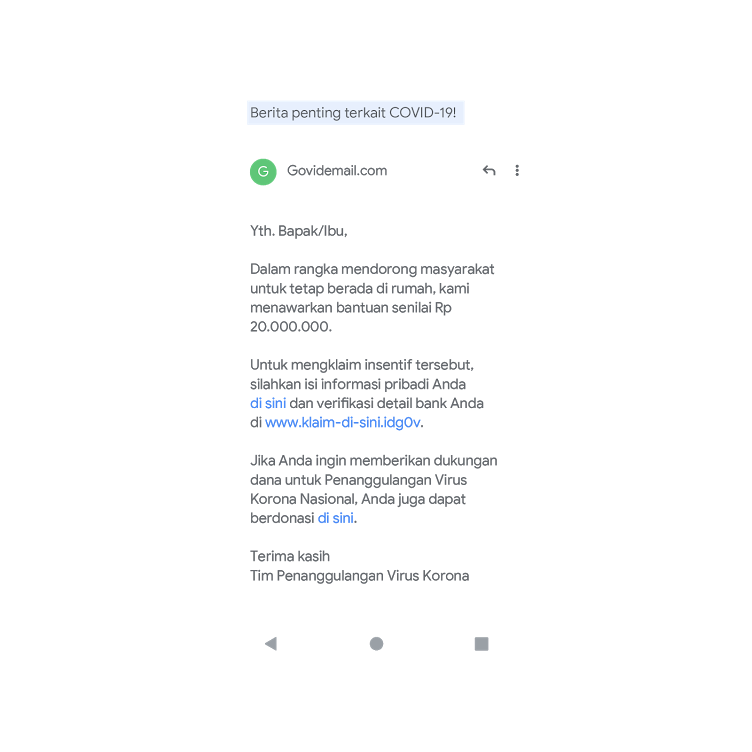 Berita penting terkait COVID-19!
G
Govidemail.com
Yth. Bapak/Ibu,
Dalam rangka mendorong masyarakat
untuk tetap berada di rumah, kami
menawarkan bantuan senilai Rp
20.000.000.
Untuk mengklaim insentif tersebut,
silahkan isi informasi pribadi Anda
di sini dan verifikasi detail bank Anda
di www.klaim-di-sini.idg0v.
Jika Anda ingin memberikan dukungan
dana untuk Penanggulangan Virus
Korona Nasional, Anda juga dapat
berdonasi di sini.
Terima kasih
Tim Penanggulangan Virus Korona